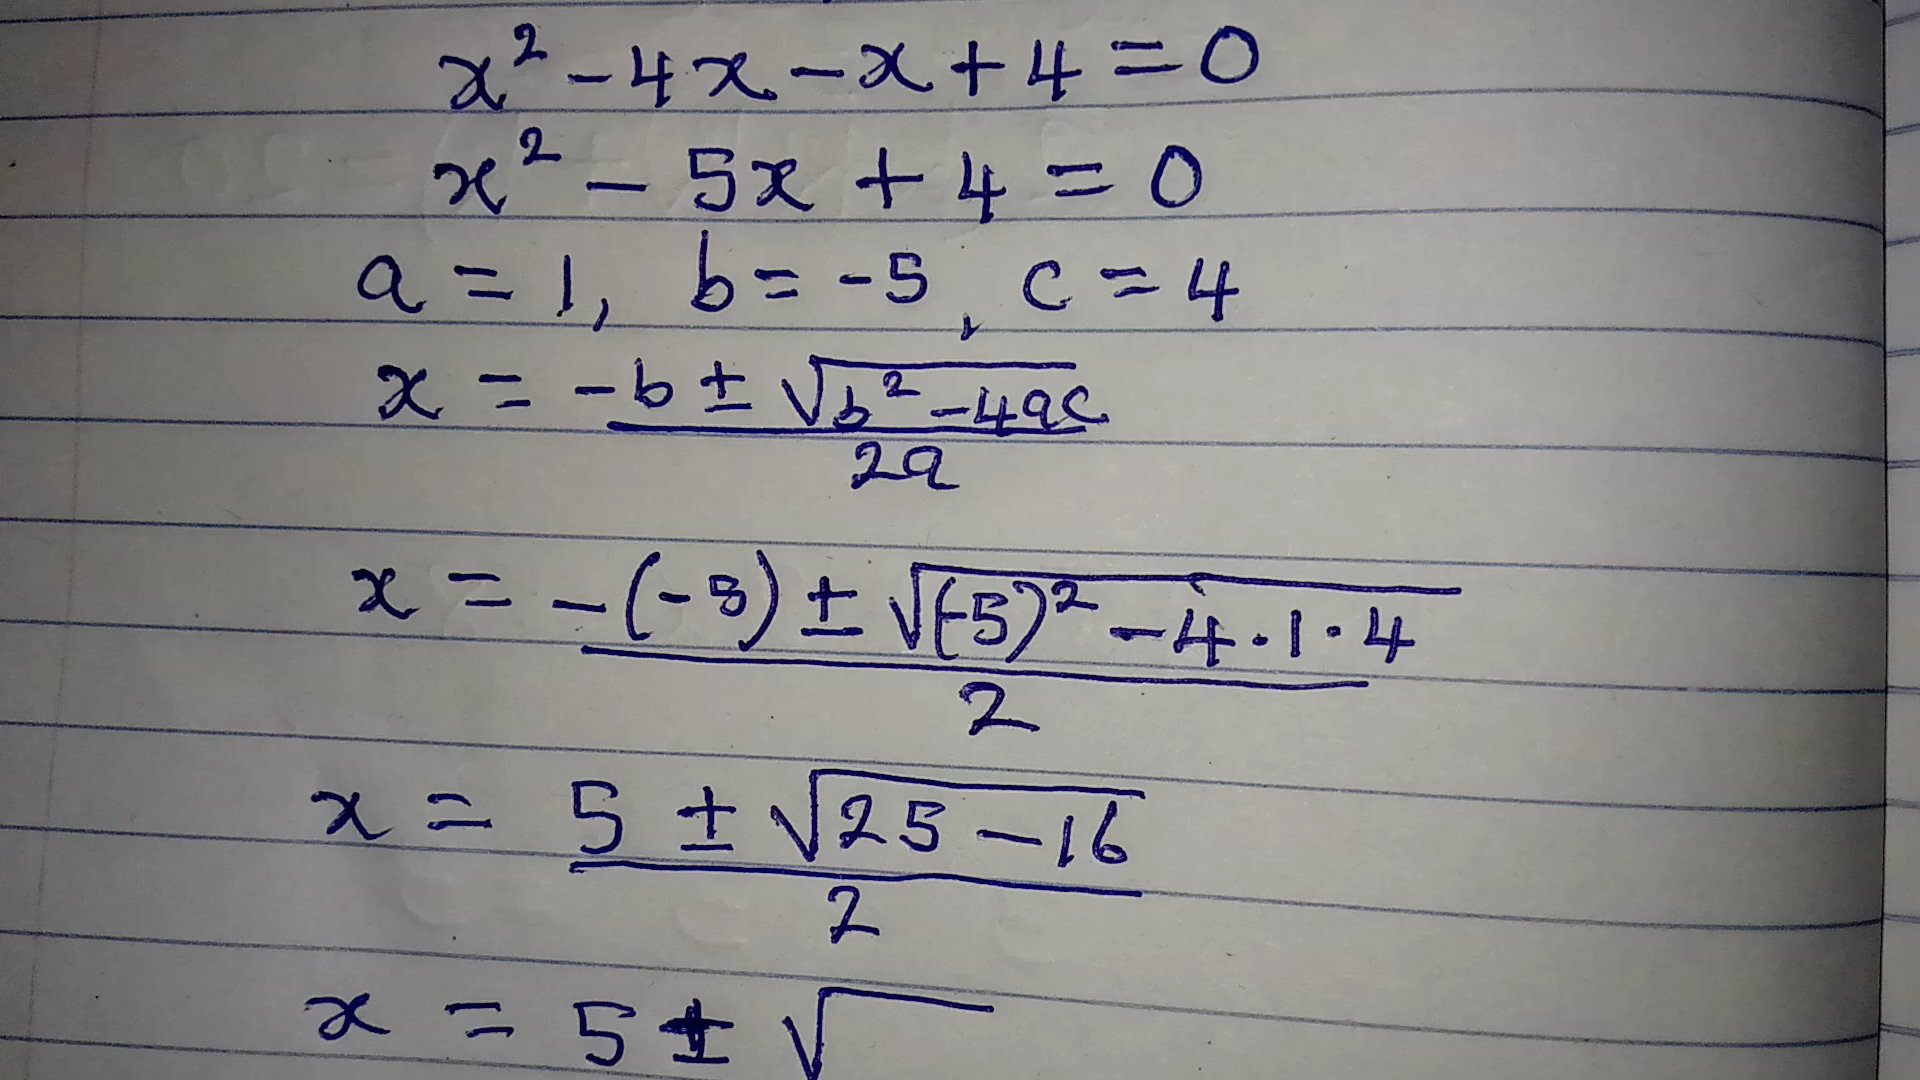 x² - 4x - x + 4 = 0
x² - 5x + 4 = 0
a = 1, b = -5, c = 4
x = -b ± √(b² - 4ac) / 2a
x = -(-5) ± √((-5)² - 4·1·4) / 2
x = 5 ± √(25 - 16) / 2
x = 5 ± √